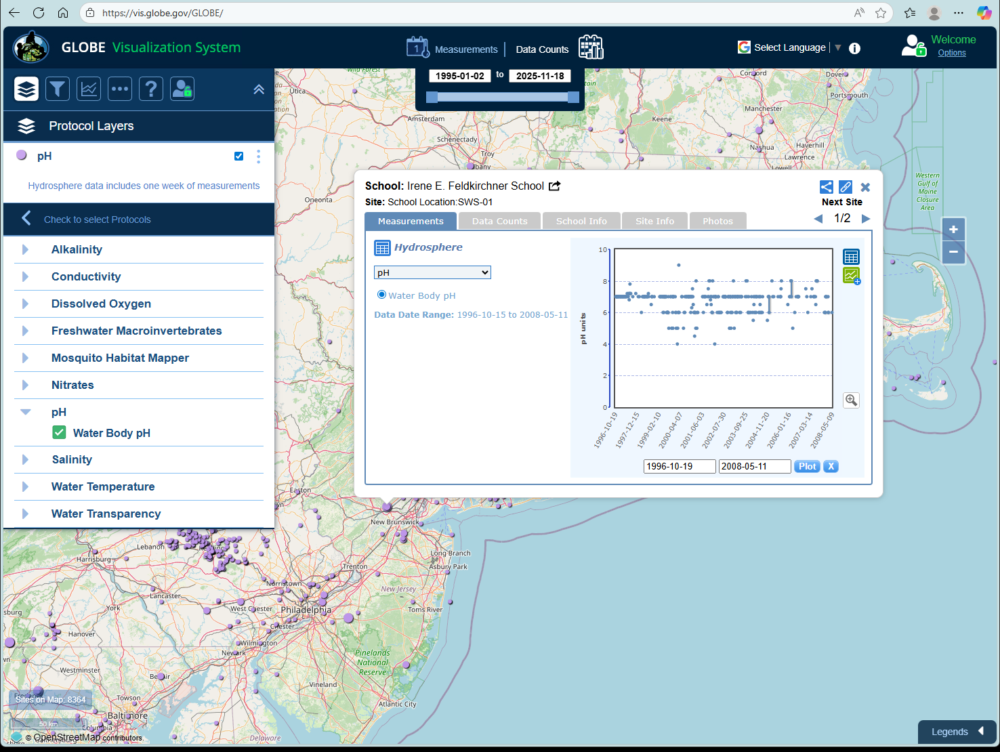 https://vis.globe.gov/GLOBE/
GLOBE Visualization System
1
Measurements
Data Counts
Select Language
Welcome
Options
1995-01-02 to 2025-11-18
Protocol Layers
pH
Hydrosphere data includes one week of measurements
Check to select Protocols
Alkalinity
Conductivity
Dissolved Oxygen
Freshwater Macroinvertebrates
Mosquito Habitat Mapper
Nitrates
pH
Water Body pH
Salinity
Water Temperature
Water Transparency
School: Irene E. Feldkirchner School
Site: School Location:SWS-01
Next Site
1/2
Measurements
Data Counts
School Info
Site Info
Photos
Hydrosphere
pH
Water Body pH
Data Date Range: 1996-10-15 to 2008-05-11
pH units
10
8
6
4
2
0
1996-10-19
1997-12-15
1999-02-10
2000-04-07
2001-06-03
2002-07-30
2003-09-25
2004-11-20
2006-01-16
2007-03-14
2008-05-09
1996-10-19
2008-05-11
Plot
X
+
−
Utica
Amsterdam
Schenectady
Troy
Oneonta
Keene
Concord
Portsmouth
Manchester
Nashua
Haverhill
Lawrence
Lowell
Western
Gulf of
Maine
Closure
Area
Easton
New Brunswick
Long Branch
Asbury Park
Lebanon
Harrisburg
Trenton
Norristown
New Jersey
Lancaster
York
West Chester
Philadelphia
Toms River
Chester
Hanover
Wilmington
Newark
Pinelands
National
Reserve
Westminster
Bel Air
Vineland
Towson
Atlantic City
Baltimore
Columbia
Delaware
Sites on Map: 8364
50 km
© OpenStreetMap contributors.
Legends